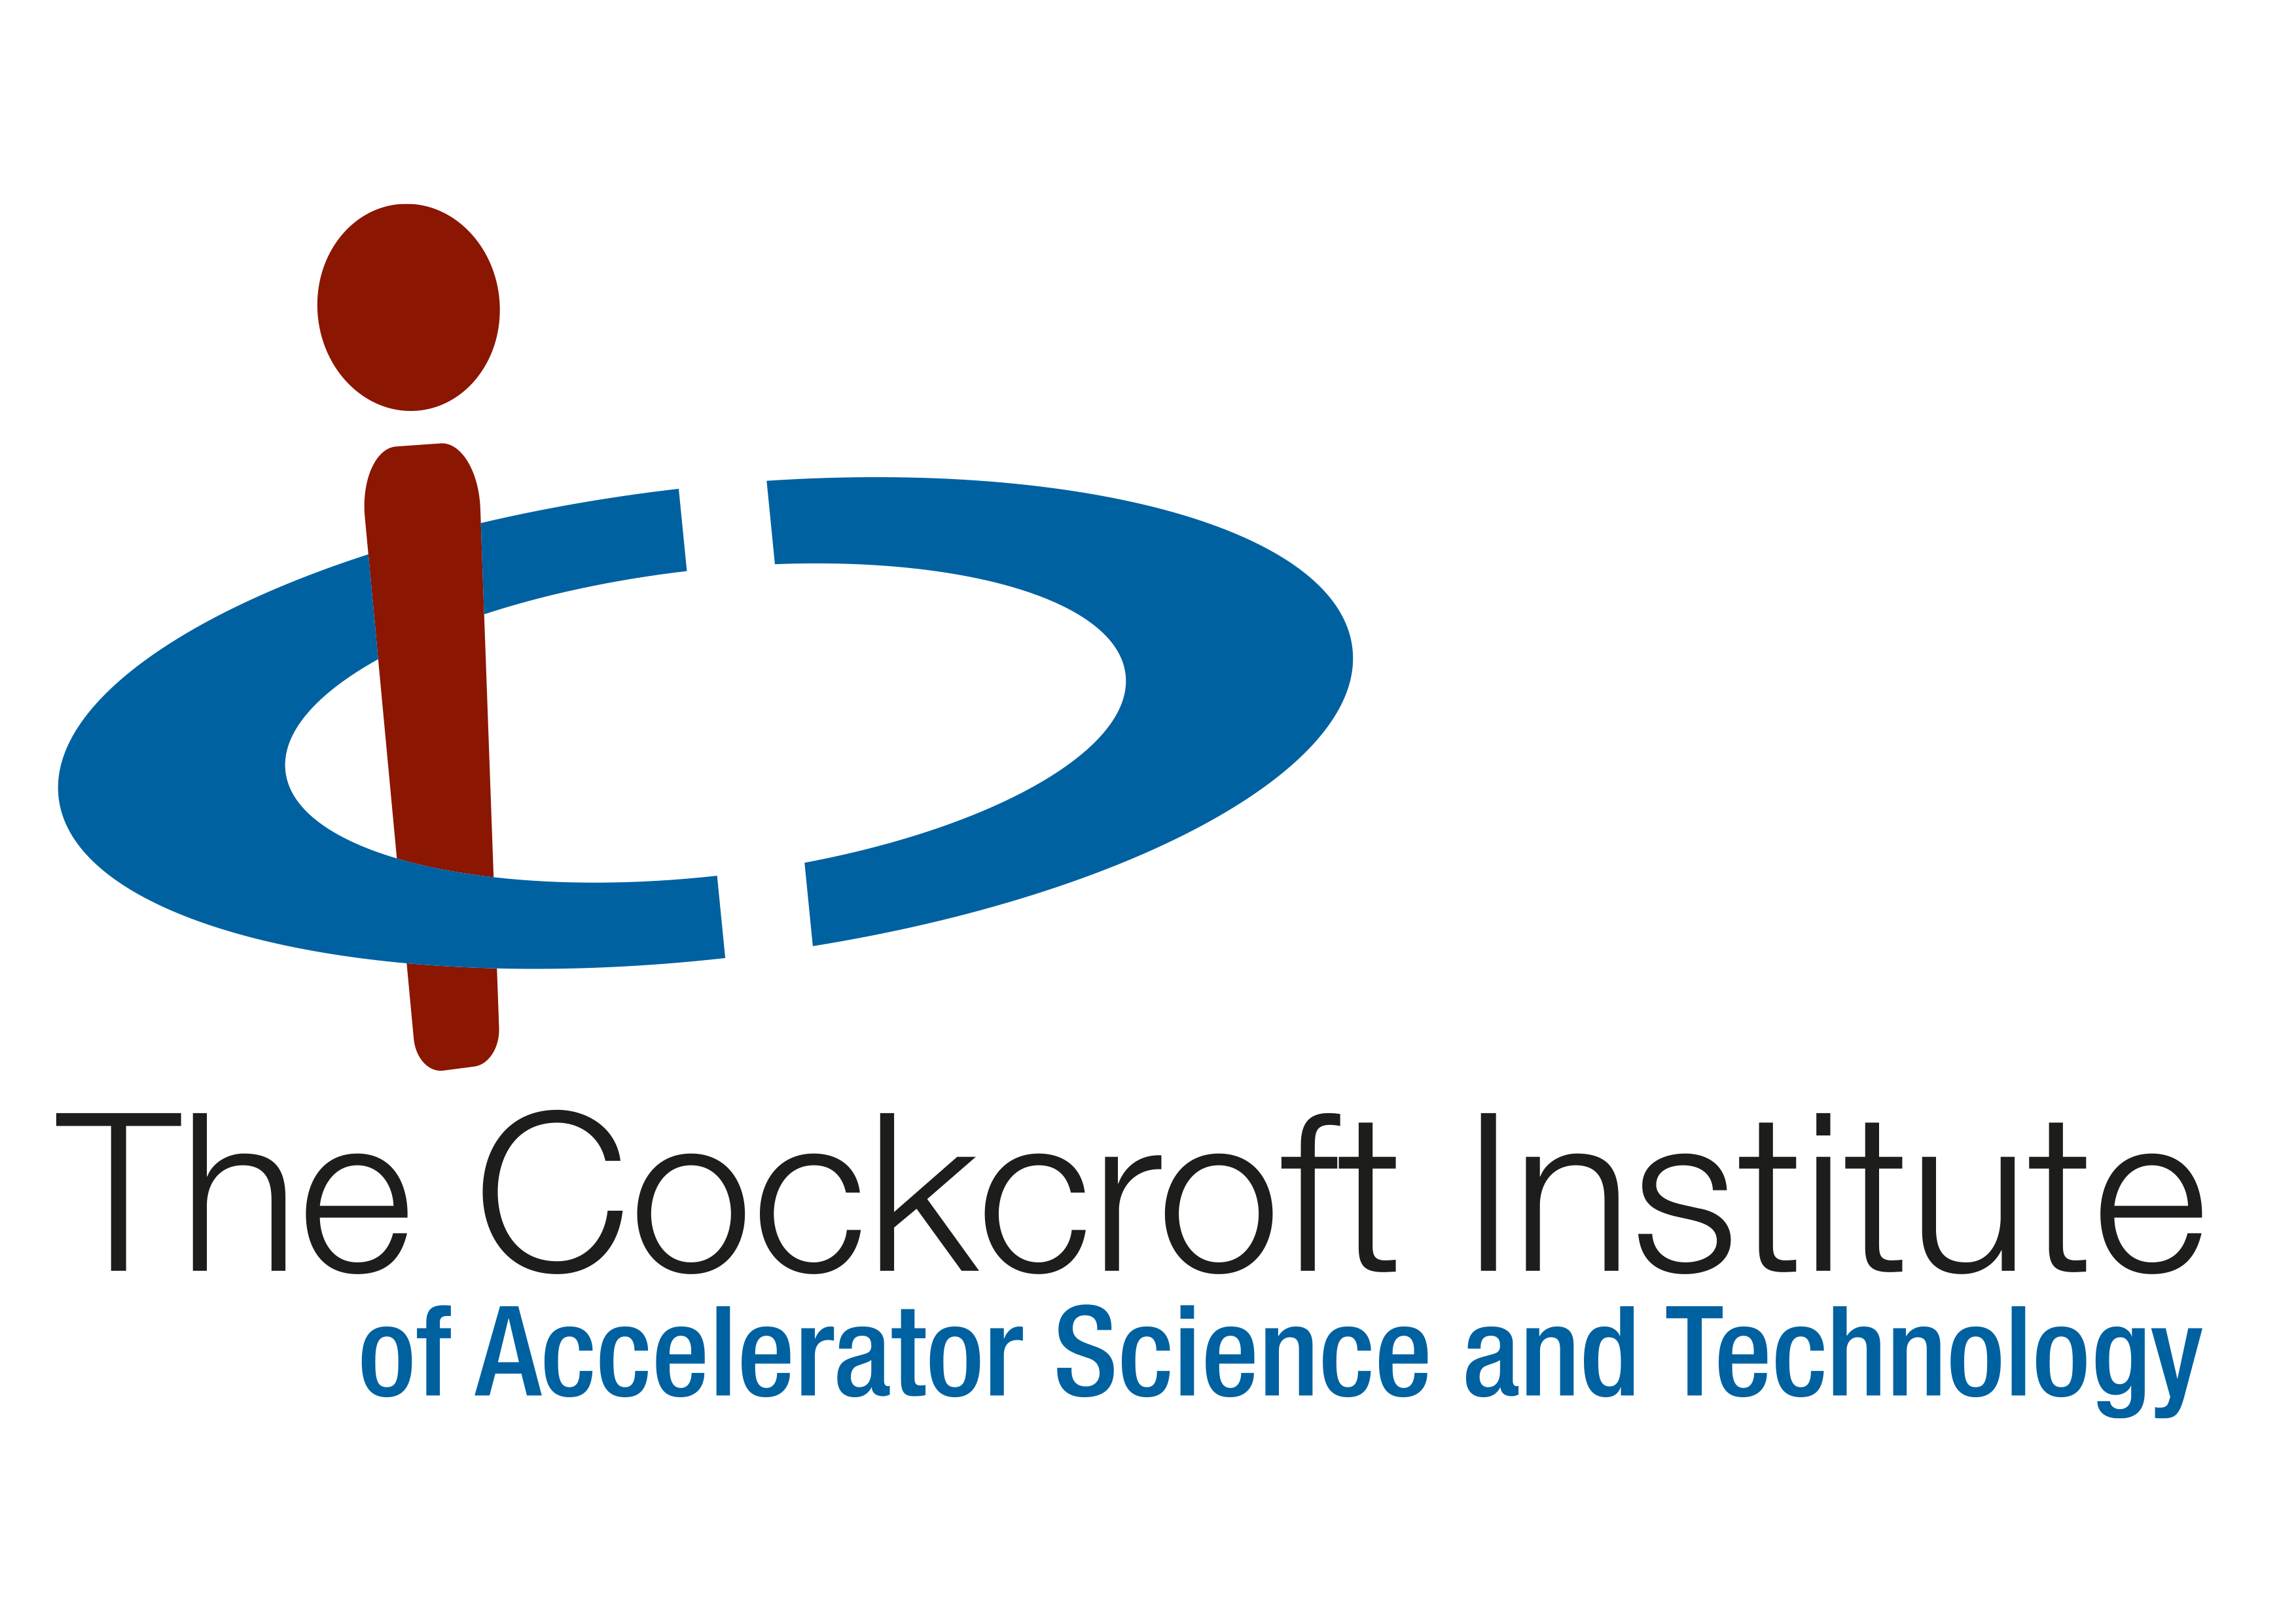 The Cockcroft Institute
of Accelerator Science and Technology